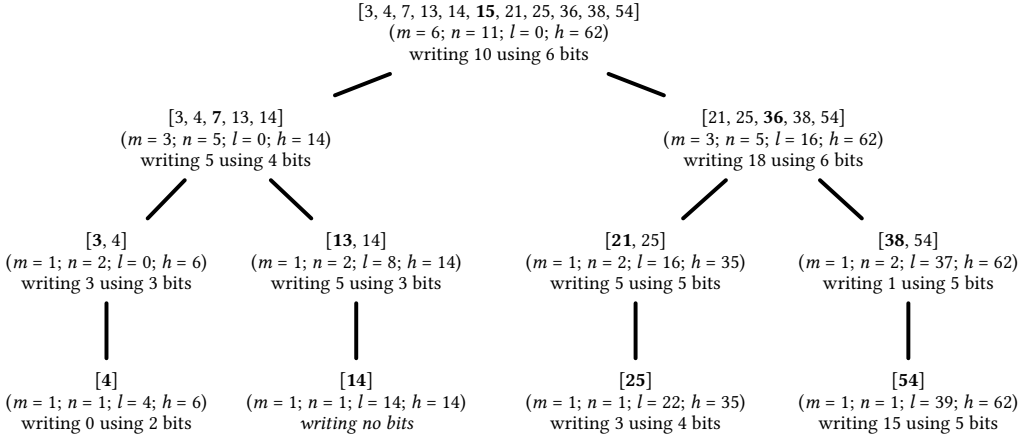 [3, 4, 7, 13, 14, 15, 21, 25, 36, 38, 54]
(m = 6; n = 11; l = 0; h = 62)
writing 10 using 6 bits
[3, 4, 7, 13, 14]
(m = 3; n = 5; l = 0; h = 14)
writing 5 using 4 bits
[21, 25, 36, 38, 54]
(m = 3; n = 5; l = 16; h = 62)
writing 18 using 6 bits
[3, 4]
(m = 1; n = 2; l = 0; h = 6)
writing 3 using 3 bits
[13, 14]
(m = 1; n = 2; l = 8; h = 14)
writing 5 using 3 bits
[21, 25]
(m = 1; n = 2; l = 16; h = 35)
writing 5 using 5 bits
[38, 54]
(m = 1; n = 2; l = 37; h = 62)
writing 1 using 5 bits
[4]
(m = 1; n = 1; l = 4; h = 6)
writing 0 using 2 bits
[14]
(m = 1; n = 1; l = 14; h = 14)
writing no bits
[25]
(m = 1; n = 1; l = 22; h = 35)
writing 3 using 4 bits
[54]
(m = 1; n = 1; l = 39; h = 62)
writing 15 using 5 bits